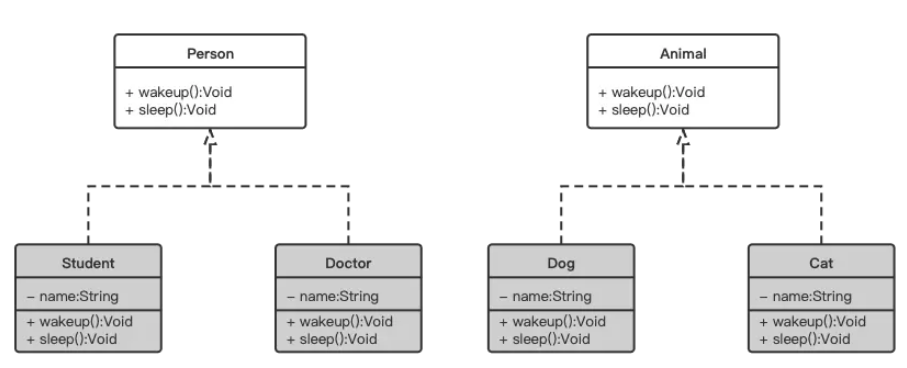 Person
+ wakeup():Void
+ sleep():Void
Animal
+ wakeup():Void
+ sleep():Void
Student
– name:String
+ wakeup():Void
+ sleep():Void
Doctor
– name:String
+ wakeup():Void
+ sleep():Void
Dog
– name:String
+ wakeup():Void
+ sleep():Void
Cat
– name:String
+ wakeup():Void
+ sleep():Void